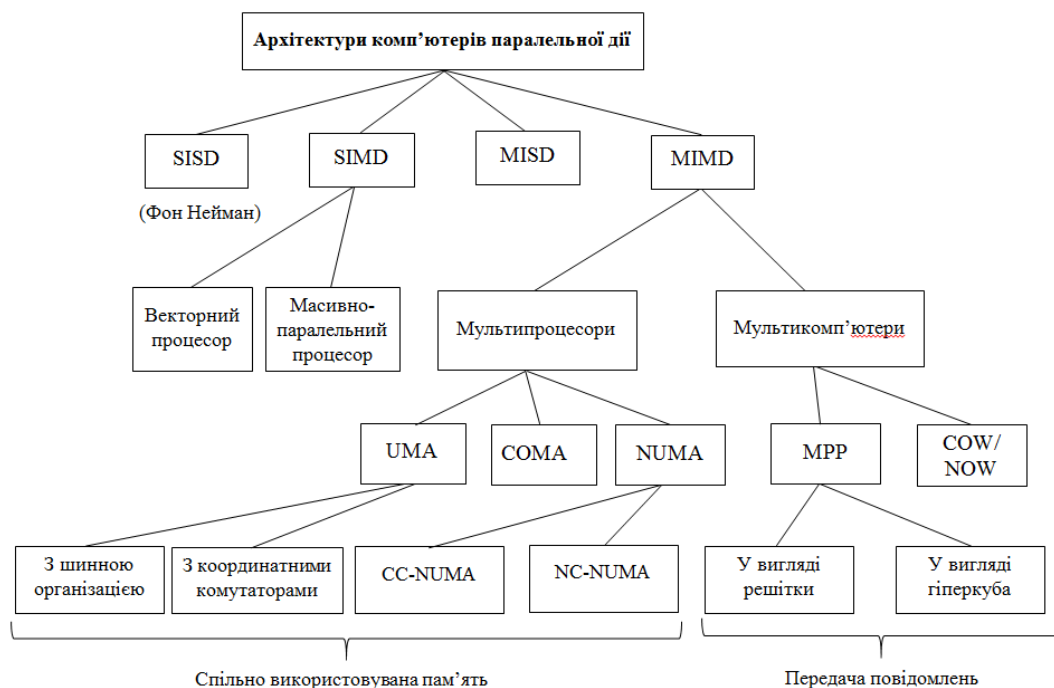 Архітектури комп’ютерів паралельної дії
SISD
SIMD
MISD
MIMD
(Фон Нейман)
Векторний
процесор
Масивно-
паралельний
процесор
Мультипроцесори
Мультикомп’ютери
UMA
COMA
NUMA
MPP
COW/
NOW
З шинною
організацією
З координатними
комутаторами
CC-NUMA
NC-NUMA
У вигляді
решітки
У вигляді
гіперкуба
Спільно використовувана пам’ять
Передача повідомлень